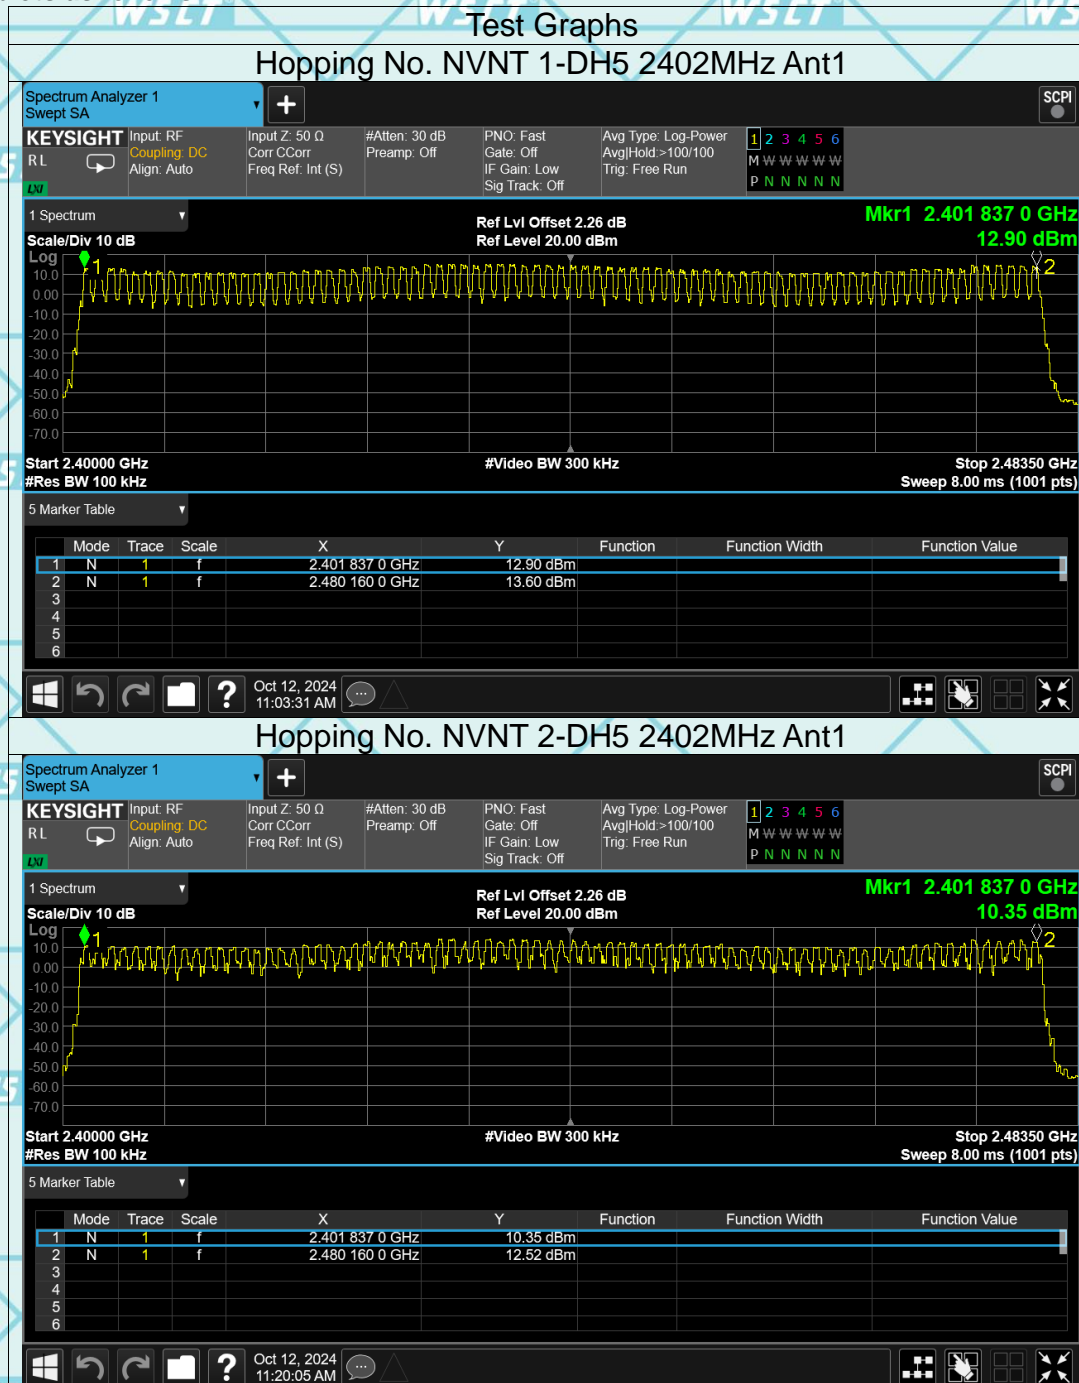 Test Graphs
Hopping No. NVNT 1-DH5 2402MHz Ant1
Spectrum Analyzer 1
Swept SA
SCPI
KEYSIGHT
RL
LXI
Input: RF
Coupling: DC
Align: Auto
Input Z: 50 Ω
Corr CCorr
Freq Ref: Int (S)
#Atten: 30 dB
Preamp: Off
PNO: Fast
Gate: Off
IF Gain: Low
Sig Track: Off
Avg Type: Log-Power
Avg|Hold:>100/100
Trig: Free Run
1 2 3 4 5 6
M W W W W W
P N N N N N
1 Spectrum
Scale/Div 10 dB
Ref Lvl Offset 2.26 dB
Ref Level 20.00 dBm
Mkr1 2.401 837 0 GHz
12.90 dBm
Log
1
2
10.0
0.00
-10.0
-20.0
-30.0
-40.0
-50.0
-60.0
-70.0
Start 2.40000 GHz
#Video BW 300 kHz
Stop 2.48350 GHz
#Res BW 100 kHz
Sweep 8.00 ms (1001 pts)
5 Marker Table
Mode Trace Scale X Y Function Function Width Function Value
1 N 1 f 2.401 837 0 GHz 12.90 dBm
2 N 1 f 2.480 160 0 GHz 13.60 dBm
3
4
5
6
?
Oct 12, 2024
11:03:31 AM
Hopping No. NVNT 2-DH5 2402MHz Ant1
Spectrum Analyzer 1
Swept SA
SCPI
KEYSIGHT
RL
LXI
Input: RF
Coupling: DC
Align: Auto
Input Z: 50 Ω
Corr CCorr
Freq Ref: Int (S)
#Atten: 30 dB
Preamp: Off
PNO: Fast
Gate: Off
IF Gain: Low
Sig Track: Off
Avg Type: Log-Power
Avg|Hold:>100/100
Trig: Free Run
1 2 3 4 5 6
M W W W W W
P N N N N N
1 Spectrum
Scale/Div 10 dB
Ref Lvl Offset 2.26 dB
Ref Level 20.00 dBm
Mkr1 2.401 837 0 GHz
10.35 dBm
Log
1
2
10.0
0.00
-10.0
-20.0
-30.0
-40.0
-50.0
-60.0
-70.0
Start 2.40000 GHz
#Video BW 300 kHz
Stop 2.48350 GHz
#Res BW 100 kHz
Sweep 8.00 ms (1001 pts)
5 Marker Table
Mode Trace Scale X Y Function Function Width Function Value
1 N 1 f 2.401 837 0 GHz 10.35 dBm
2 N 1 f 2.480 160 0 GHz 12.52 dBm
3
4
5
6
?
Oct 12, 2024
11:20:05 AM